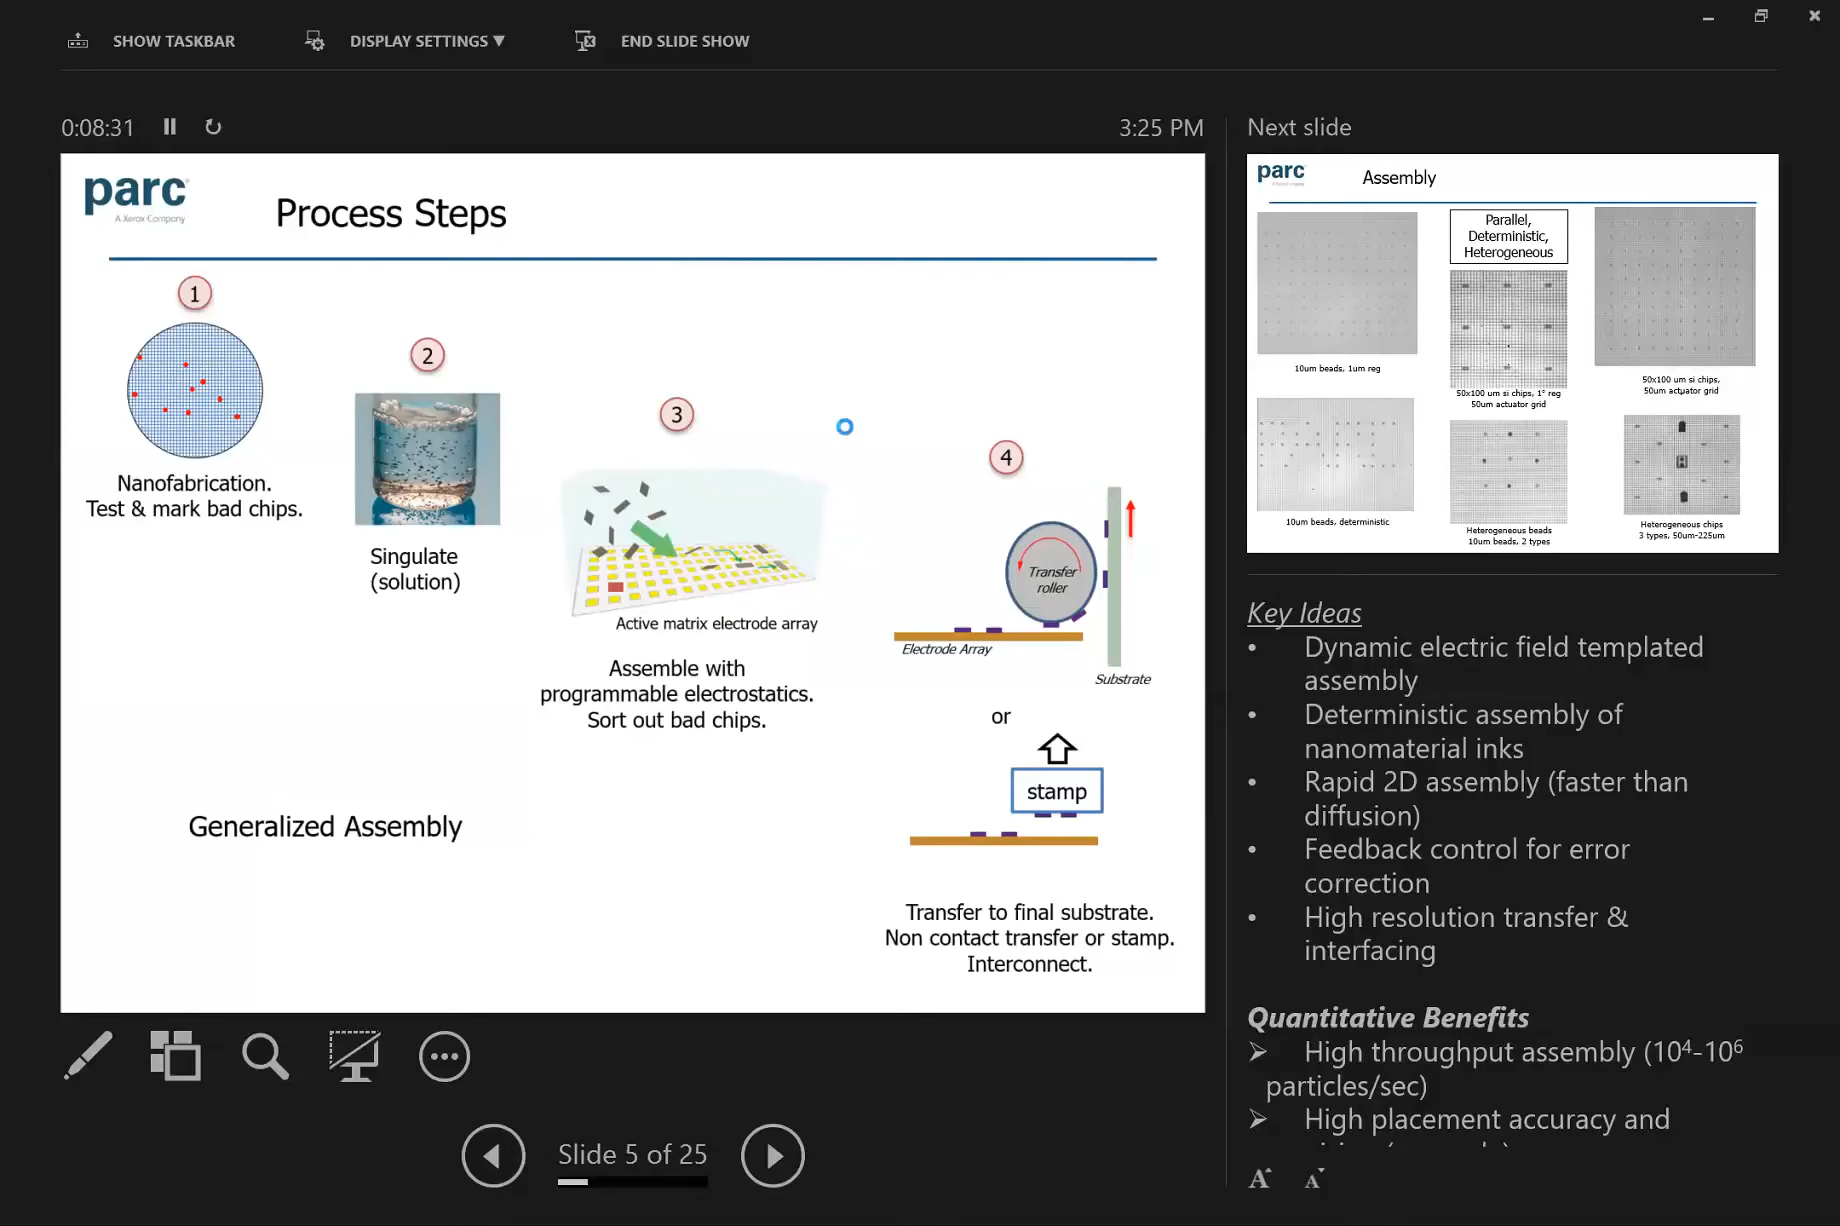 SHOW TASKBAR
DISPLAY SETTINGS ▼
END SLIDE SHOW
0:08:31
3:25 PM
parc
A Xerox Company
Process Steps
1
Nanofabrication.
Test & mark bad chips.
2
Singulate
(solution)
3
Active matrix electrode array
Assemble with
programmable electrostatics.
Sort out bad chips.
4
Transfer
roller
Electrode Array
Substrate
or
stamp
Transfer to final substrate.
Non contact transfer or stamp.
Interconnect.
Generalized Assembly
Slide 5 of 25
Next slide
parc
Assembly
Parallel,
Deterministic,
Heterogeneous
10um beads, 1um reg
50x100 um si chips, 1° reg
50um actuator grid
50x100 um si chips,
50um actuator grid
10um beads, deterministic
Heterogeneous beads
10um beads, 2 types
Heterogeneous chips
3 types, 50um-225um
Key Ideas
• Dynamic electric field templated
assembly
• Deterministic assembly of
nanomaterial inks
• Rapid 2D assembly (faster than
diffusion)
• Feedback control for error
correction
• High resolution transfer &
interfacing
Quantitative Benefits
➢ High throughput assembly (10⁴-10⁶
particles/sec)
➢ High placement accuracy and
A A